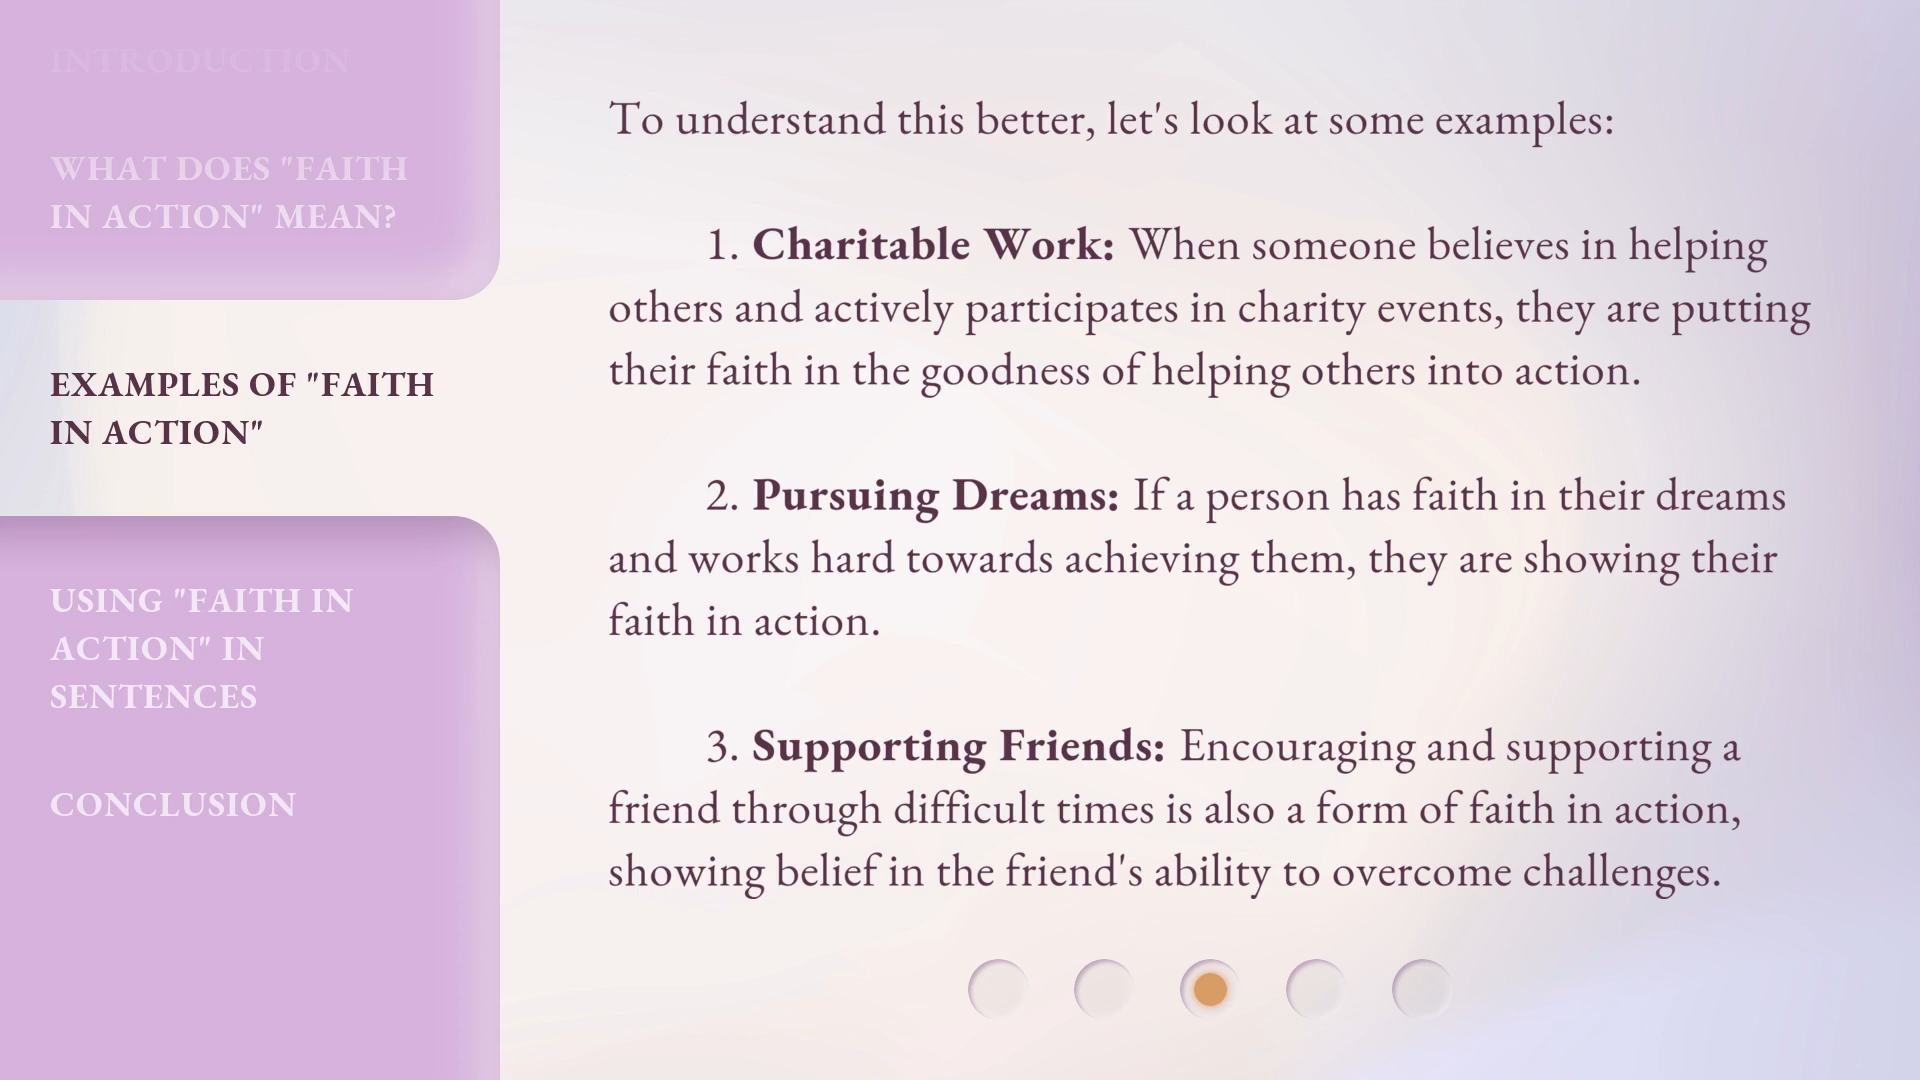 INTRODUCTION
WHAT DOES "FAITH
IN ACTION" MEAN?
EXAMPLES OF "FAITH
IN ACTION"
USING "FAITH IN
ACTION" IN
SENTENCES
CONCLUSION
To understand this better, let's look at some examples:
1. Charitable Work: When someone believes in helping
others and actively participates in charity events, they are putting
their faith in the goodness of helping others into action.
2. Pursuing Dreams: If a person has faith in their dreams
and works hard towards achieving them, they are showing their
faith in action.
3. Supporting Friends: Encouraging and supporting a
friend through difficult times is also a form of faith in action,
showing belief in the friend's ability to overcome challenges.